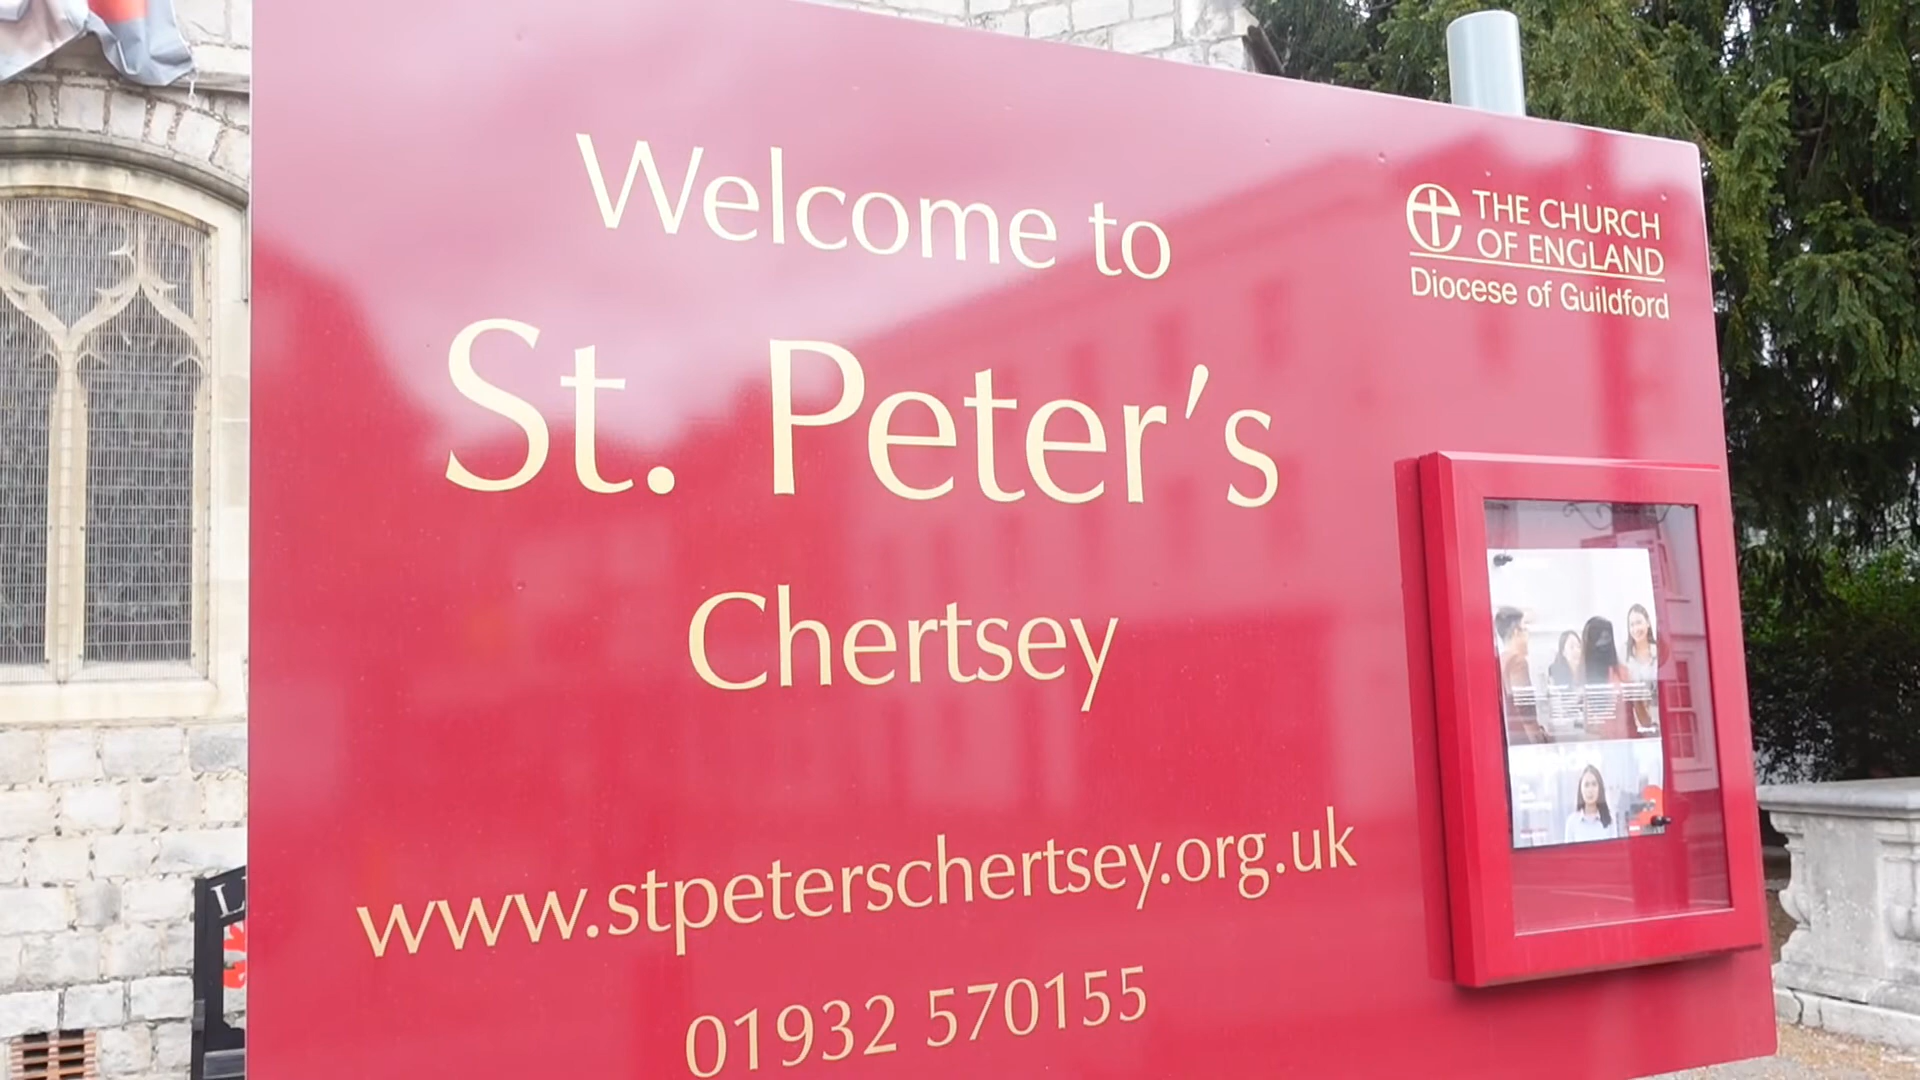 Welcome to
St. Peter's
Chertsey
www.stpeterschertsey.org.uk
01932 570155
THE CHURCH
OF ENGLAND
Diocese of Guildford